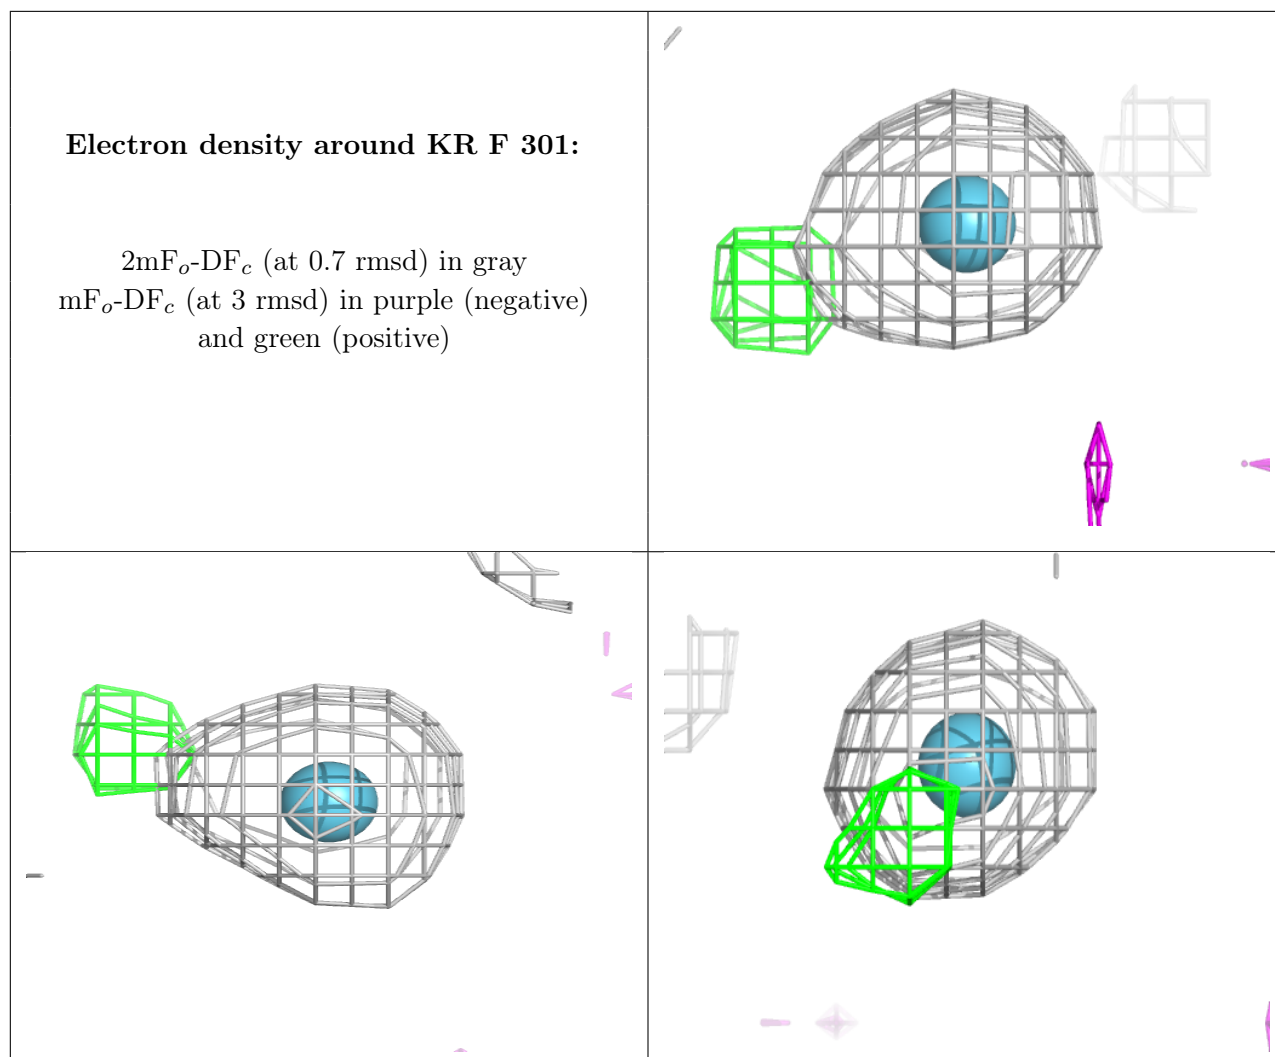 Electron density around KR F 301:
2mFo-DFc (at 0.7 rmsd) in gray
mFo-DFc (at 3 rmsd) in purple (negative)
and green (positive)